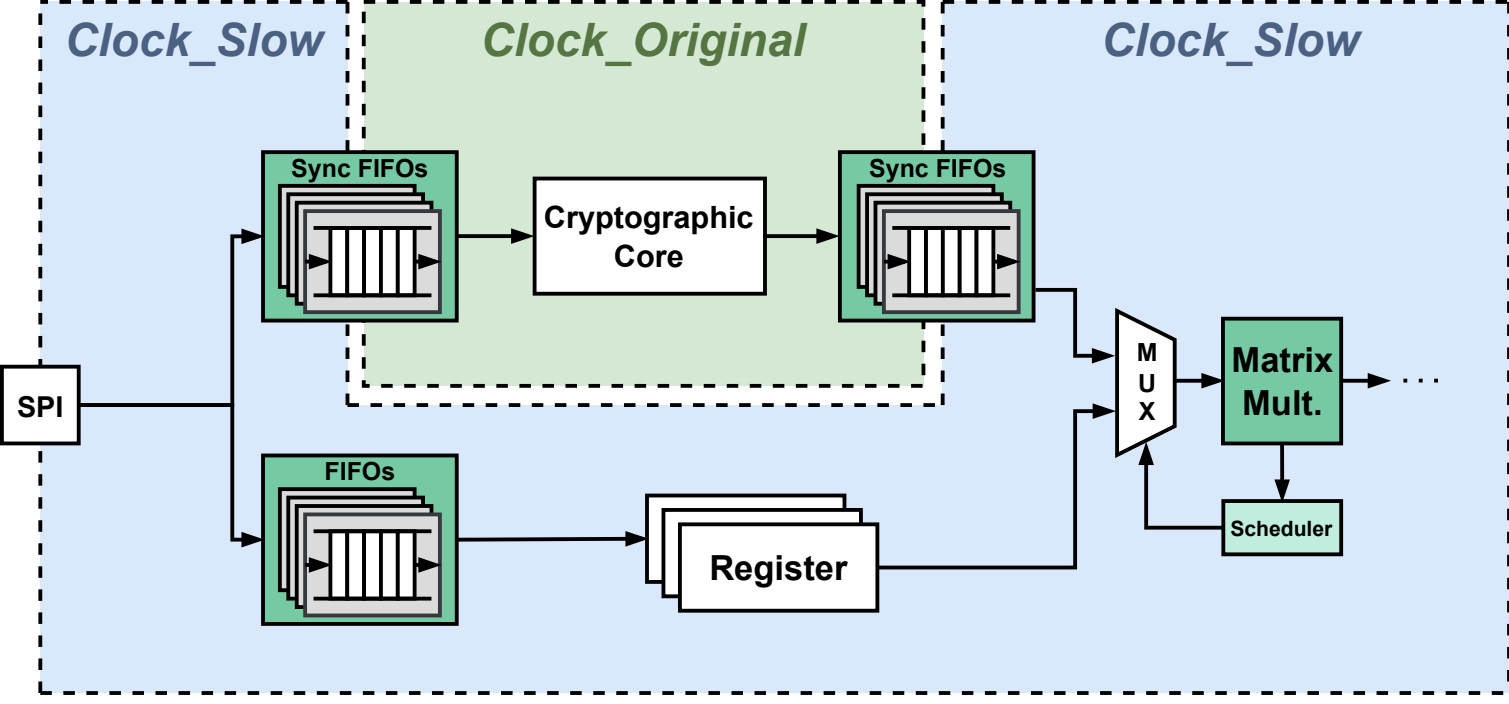 Clock_Slow
Clock_Original
Clock_Slow
Sync FIFOs
Cryptographic
Core
Sync FIFOs
SPI
M
U
X
Matrix
Mult.
. . .
FIFOs
Register
Scheduler